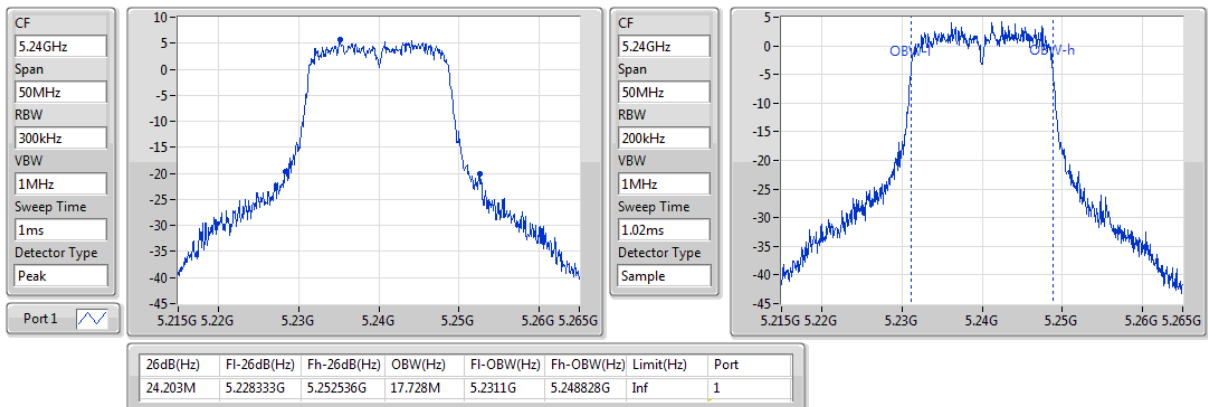 CF
5.24GHz
Span
50MHz
RBW
300kHz
VBW
1MHz
Sweep Time
1ms
Detector Type
Peak
Port 1
10
5
0
-5
-10
-15
-20
-25
-30
-35
-40
-45
5.215G 5.22G 5.23G 5.24G 5.25G 5.26G 5.265G
CF
5.24GHz
Span
50MHz
RBW
200kHz
VBW
1MHz
Sweep Time
1.02ms
Detector Type
Sample
5
0
-5
-10
-15
-20
-25
-30
-35
-40
-45
OBW-l OBW-h
5.215G 5.22G 5.23G 5.24G 5.25G 5.26G 5.265G
26dB(Hz) Fl-26dB(Hz) Fh-26dB(Hz) OBW(Hz) Fl-OBW(Hz) Fh-OBW(Hz) Limit(Hz) Port
24.203M 5.228333G 5.252536G 17.728M 5.2311G 5.248828G Inf 1